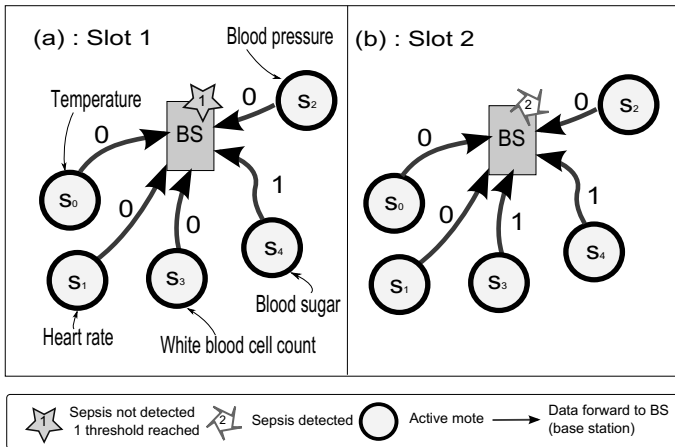 (a) : Slot 1
Blood pressure
Temperature
1
BS
0
S2
0
S0
0
0
1
S1
S3
S4
Heart rate
White blood cell count
Blood sugar
(b) : Slot 2
2
BS
0
S2
0
S0
0
1
1
S1
S3
S4
1
Sepsis not detected
1 threshold reached
2
Sepsis detected
Active mote
Data forward to BS
(base station)